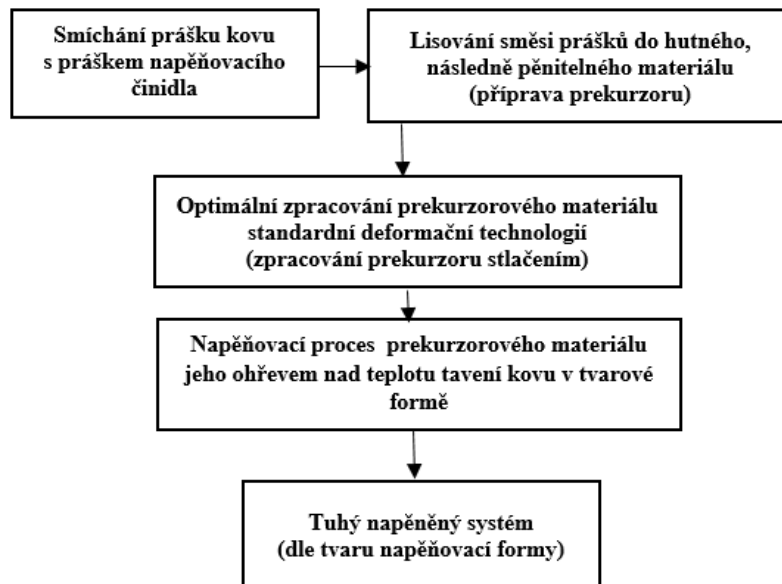 Smíchání prášku kovu
s práškem napěňovacího
činidla
Lisování směsi prášků do hutného,
následně pěnitelného materiálu
(příprava prekurzoru)
Optimální zpracování prekurzorového materiálu
standardní deformační technologií
(zpracování prekurzoru stlačením)
Napěňovací proces prekurzorového materiálu
jeho ohřevem nad teplotu tavení kovu v tvarové
formě
Tuhý napěněný systém
(dle tvaru napěňovací formy)